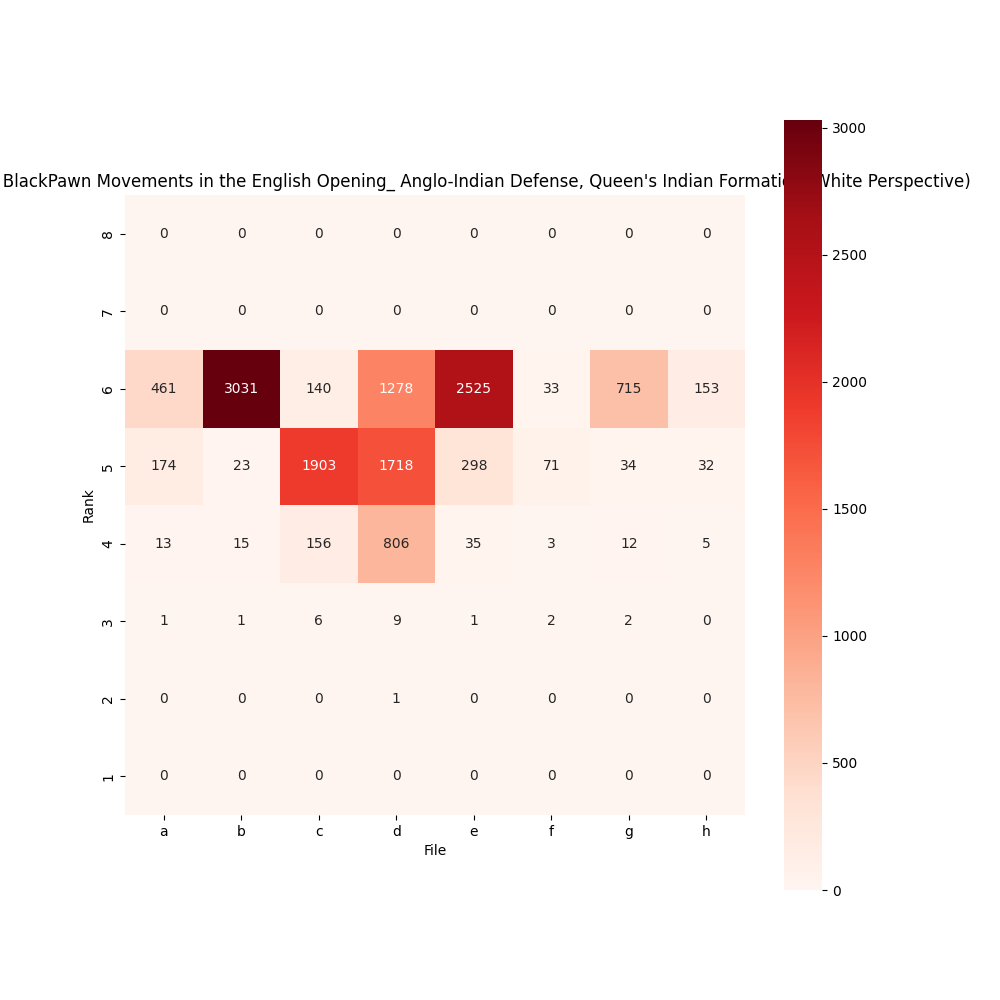 3000
BlackPawn Movements in the English Opening_ Anglo-Indian Defense, Queen's Indian Formati White Perspective)
8 0 0 0 0 0 0 0 0
2500
7 0 0 0 0 0 0 0 0
6 461 3031 140 1278 2525 33 715 153
2000
5 174 23 1903 1718 298 71 34 32
1500
Rank
4 13 15 156 806 35 3 12 5
1000
3 1 1 6 9 1 2 2 0
2 0 0 0 1 0 0 0 0
500
1 0 0 0 0 0 0 0 0
a b c d e f g h
File
0